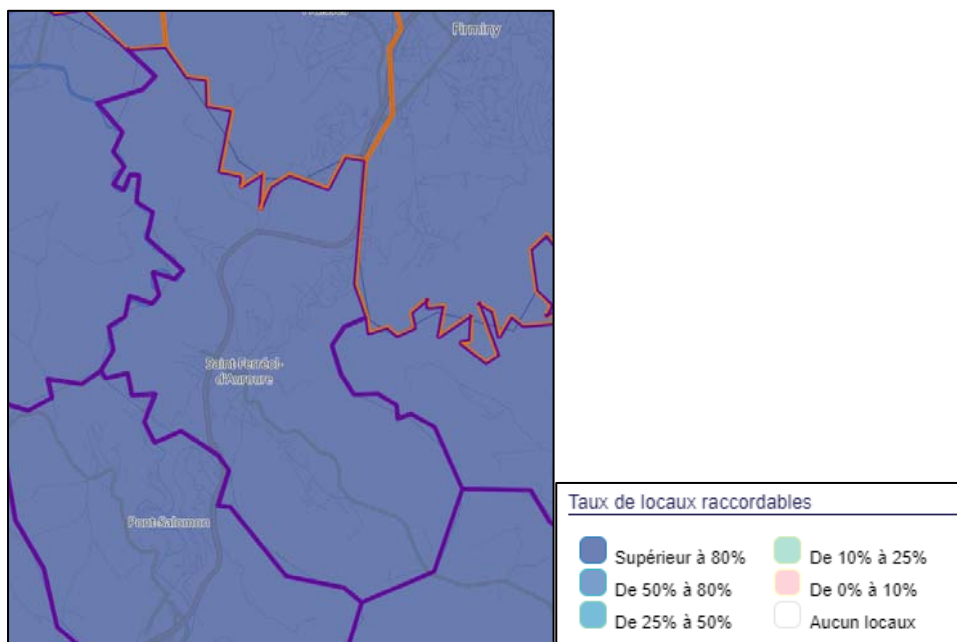 Firminy
Saint-Ferréol-
d'Auroure
Pont-Salomon
Taux de locaux raccordables
Supérieur à 80%
De 10% à 25%
De 50% à 80%
De 0% à 10%
De 25% à 50%
Aucun locaux